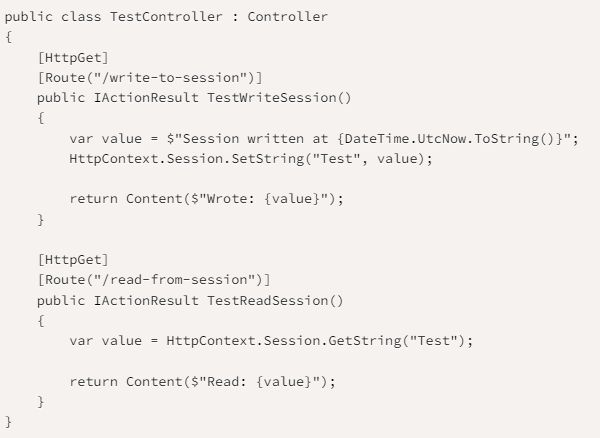 public class TestController : Controller
{
    [HttpGet]
    [Route("/write-to-session")]
    public IActionResult TestWriteSession()
    {
        var value = $"Session written at {DateTime.UtcNow.ToString()}";
        HttpContext.Session.SetString("Test", value);

        return Content($"Wrote: {value}");
    }

    [HttpGet]
    [Route("/read-from-session")]
    public IActionResult TestReadSession()
    {
        var value = HttpContext.Session.GetString("Test");

        return Content($"Read: {value}");
    }
}